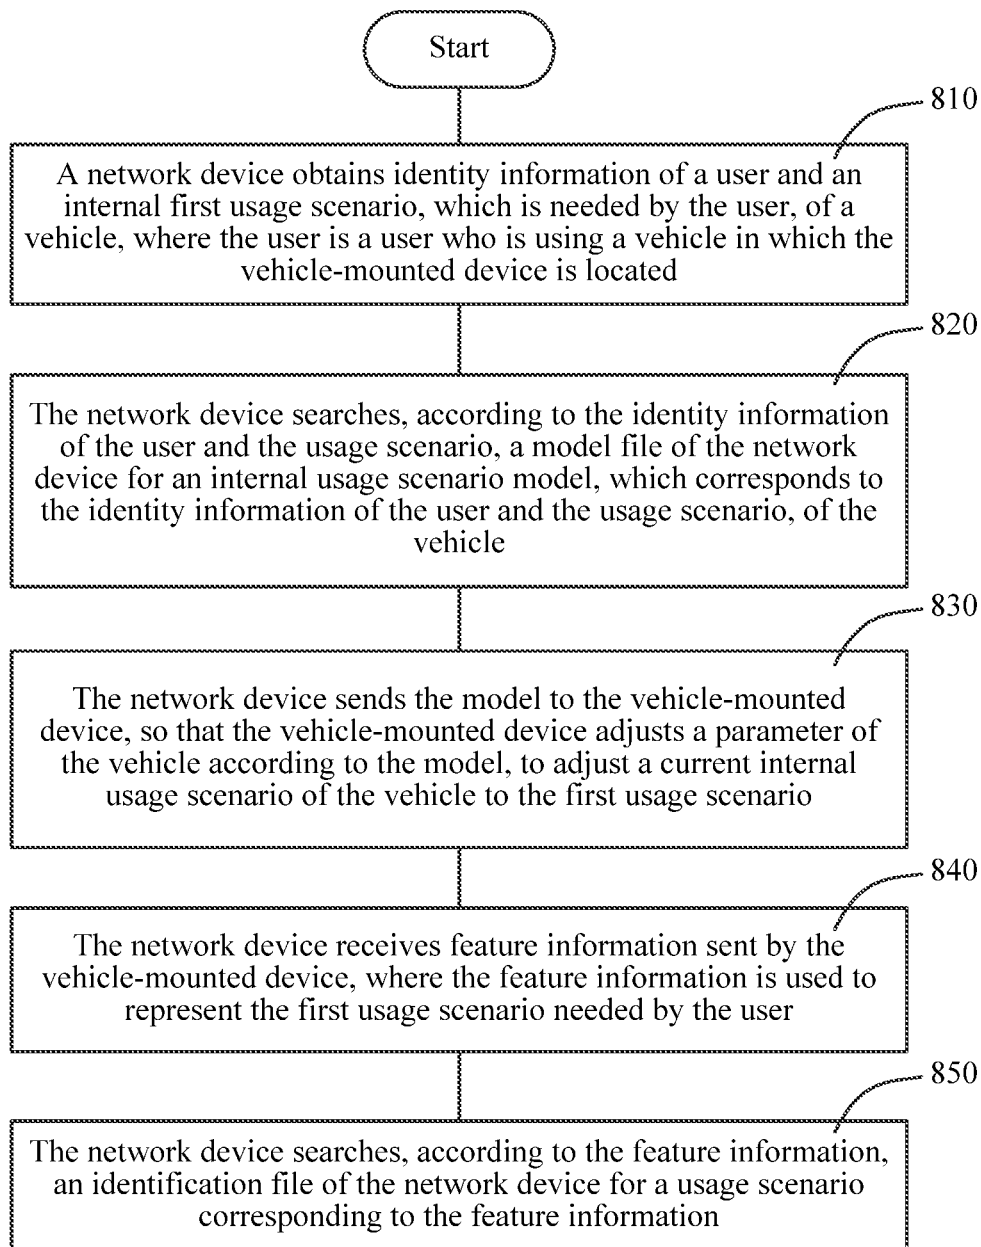 Start
810
A network device obtains identity information of a user and an
internal first usage scenario, which is needed by the user, of a
vehicle, where the user is a user who is using a vehicle in which the
vehicle-mounted device is located
820
The network device searches, according to the identity information
of the user and the usage scenario, a model file of the network
device for an internal usage scenario model, which corresponds to
the identity information of the user and the usage scenario, of the
vehicle
830
The network device sends the model to the vehicle-mounted
device, so that the vehicle-mounted device adjusts a parameter of
the vehicle according to the model, to adjust a current internal
usage scenario of the vehicle to the first usage scenario
840
The network device receives feature information sent by the
vehicle-mounted device, where the feature information is used to
represent the first usage scenario needed by the user
850
The network device searches, according to the feature information,
an identification file of the network device for a usage scenario
corresponding to the feature information